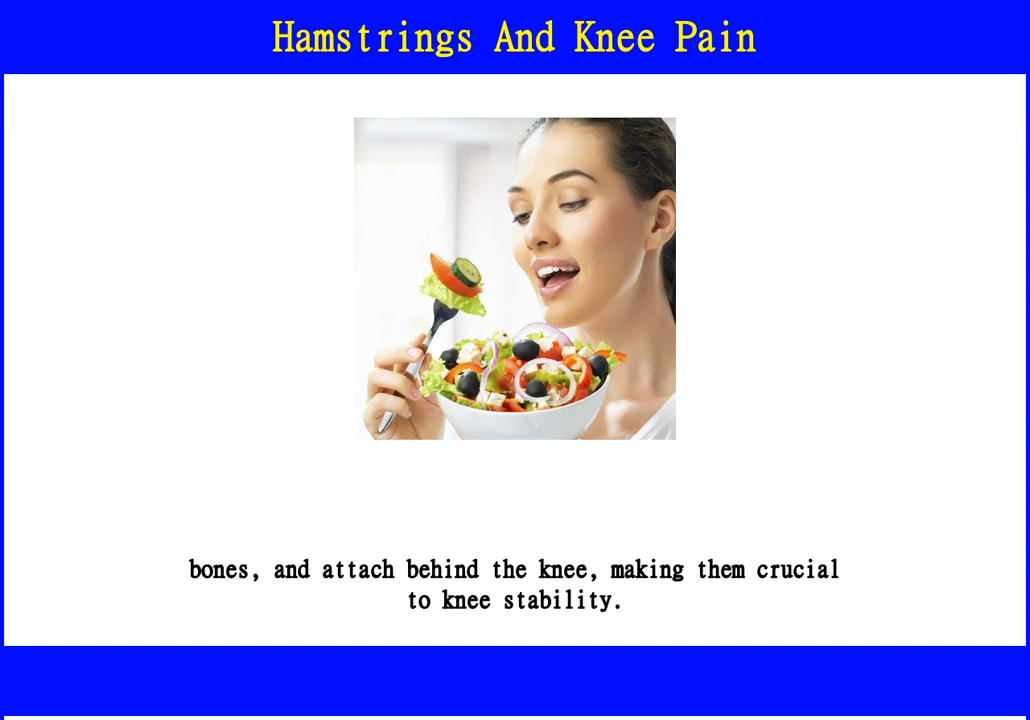 Hamstrings And Knee Pain
bones, and attach behind the knee, making them crucial
to knee stability.